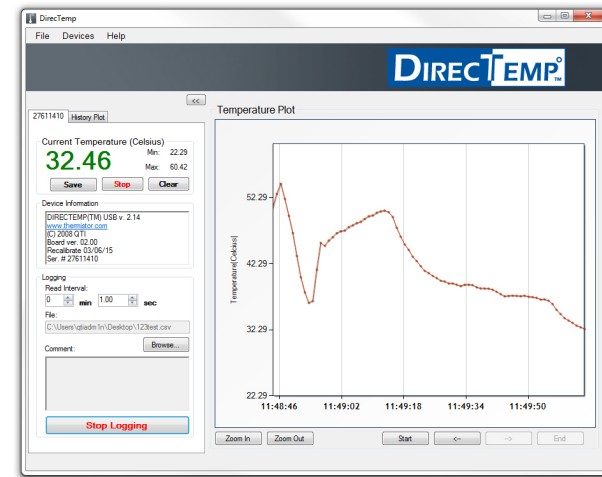 DirecTemp
File Devices Help
DIRECTEMP°
TM
<<
27611410 History Plot
Current Temperature (Celsius)
32.46
Min: 22.29
Max: 60.42
Save Stop Clear
Device Information
DIRECTEMP(TM) USB v. 2.14
www.thermistor.com
(C) 2008 QTI
Board ver. 02.00
Recalibrate 03/06/15
Ser. # 27611410
Logging
Read Interval:
0 min 1.00 sec
File:
C:\Users\qtiadm1n\Desktop\123test.csv
Comment:
Browse...
Stop Logging
Temperature Plot
Temperature(Celcius)
52.29
42.29
32.29
22.29
11:48:46 11:49:02 11:49:18 11:49:34 11:49:50
Zoom In Zoom Out Start <-- --> End